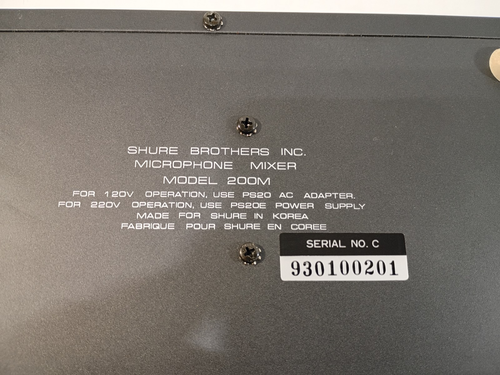 SHURE BROTHERS INC.
MICROPHONE MIXER
MODEL 200M
FOR 120V OPERATION, USE PS20 AC ADAPTER.
FOR 220V OPERATION, USE PS20E POWER SUPPLY
MADE FOR SHURE IN KOREA
FABRIQUE POUR SHURE EN COREE
SERIAL NO. C
930100201